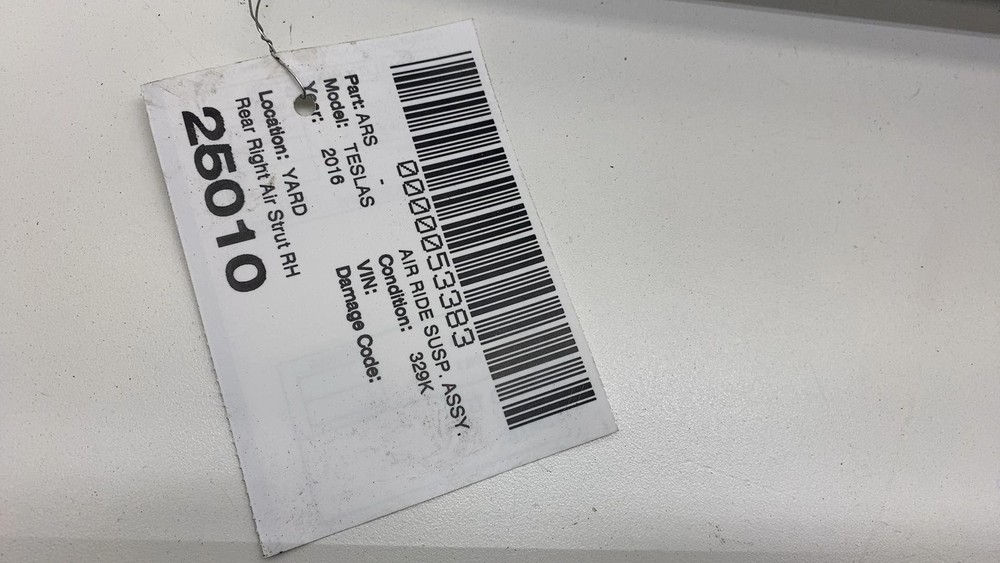 0000053383
Part: ARS - AIR RIDE SUSP. ASSY.
Model: TESLAS Condition: 329K
Year: 2016 VIN:
Damage Code:
Location: YARD
Rear Right Air Strut RH
25010